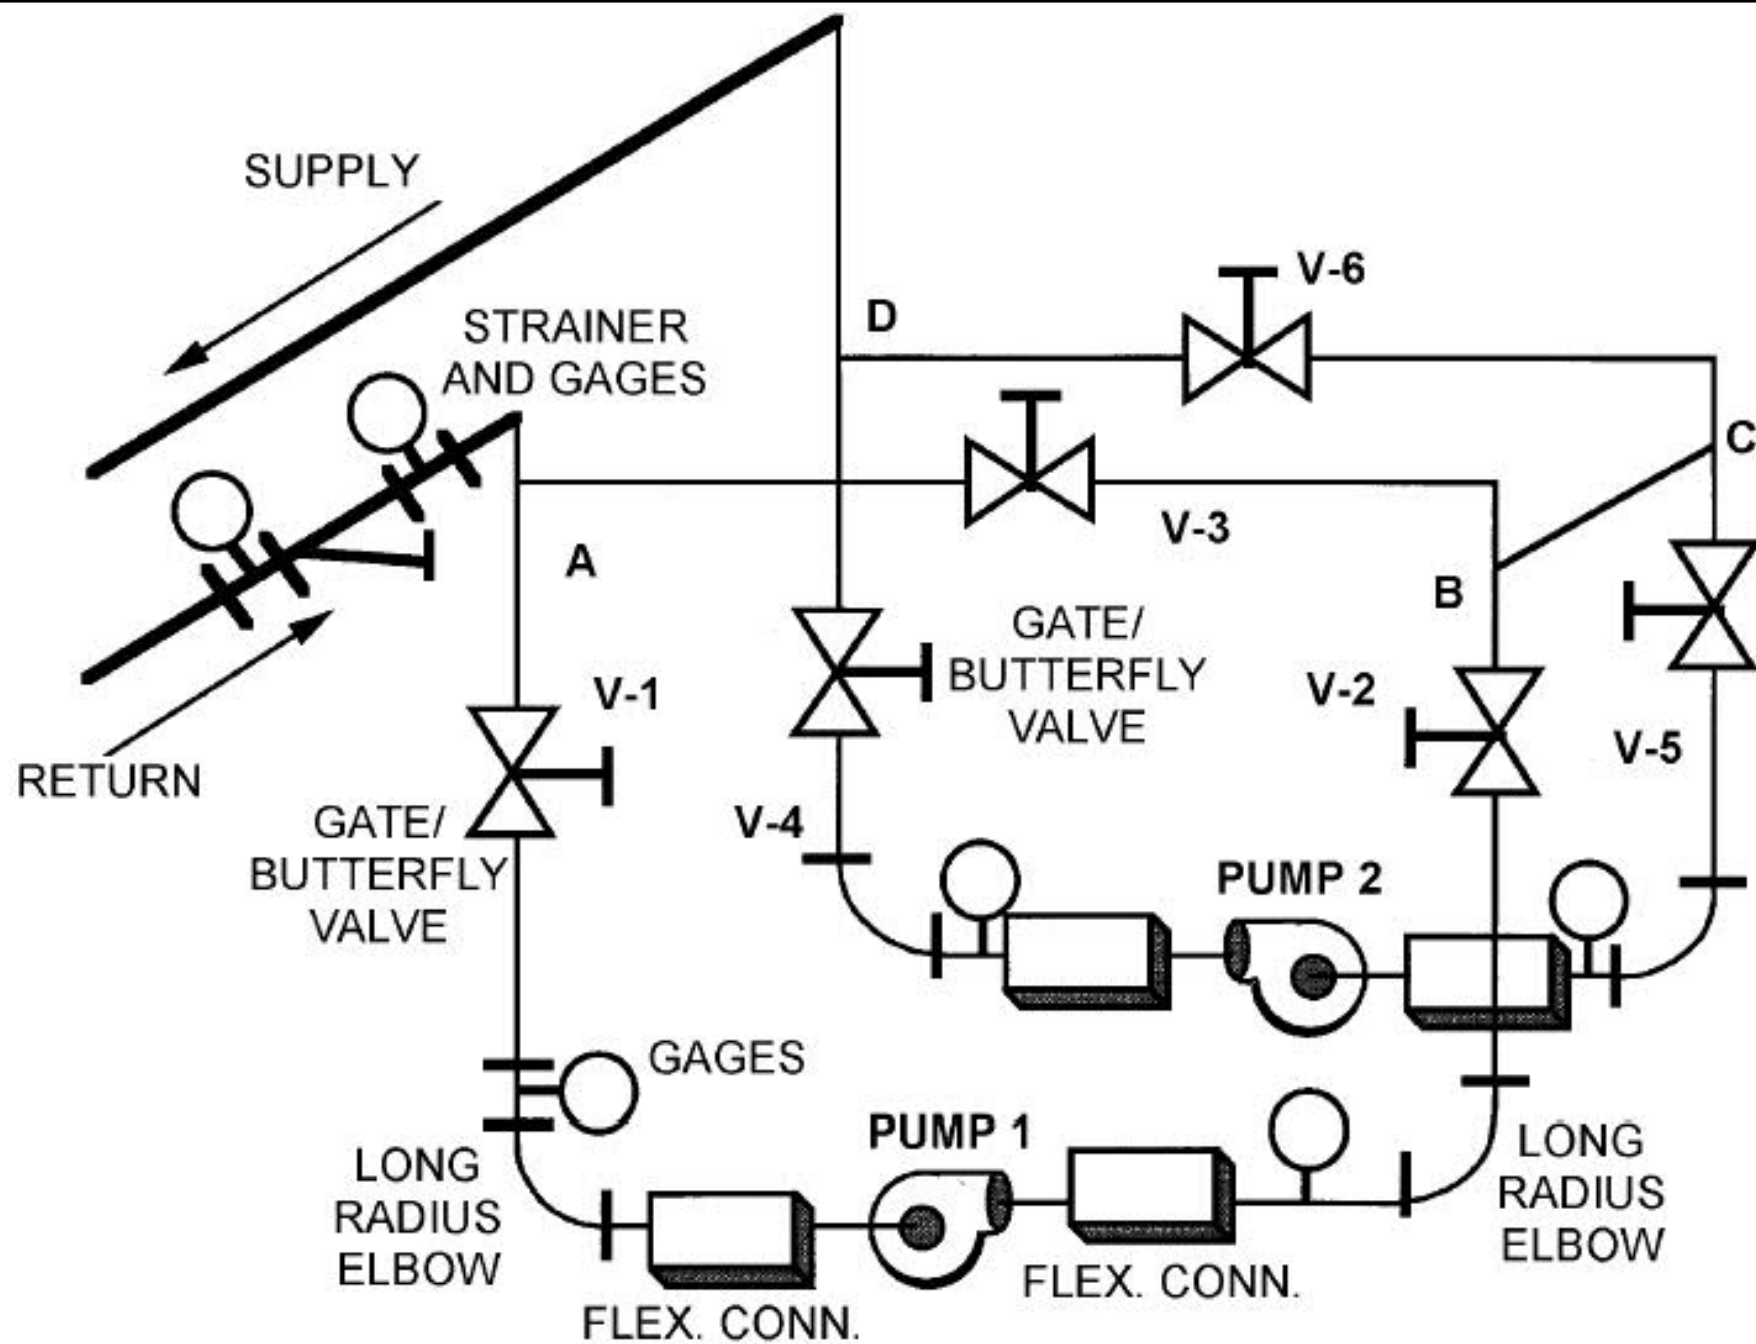 SUPPLY
V-6
D
STRAINER
AND GAGES
C
V-3
A
B
GATE/
BUTTERFLY
VALVE
V-1
V-2
V-5
RETURN
GATE/
BUTTERFLY
VALVE
V-4
PUMP 2
GAGES
PUMP 1
LONG
RADIUS
ELBOW
LONG
RADIUS
ELBOW
FLEX. CONN.
FLEX. CONN.